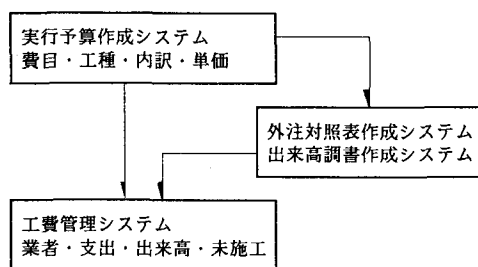 実行予算作成システム
費目・工種・内訳・単価
外注対照表作成システム
出来高調書作成システム
工費管理システム
業者・支出・出来高・未施工